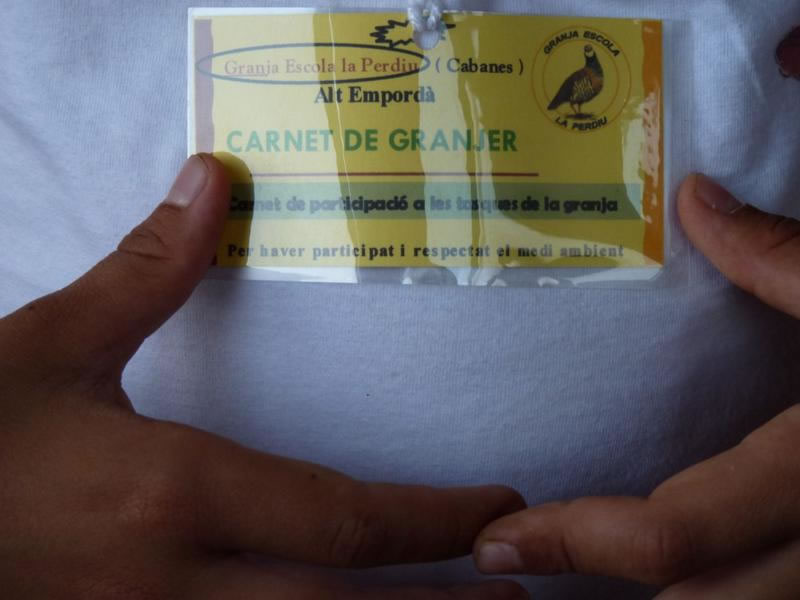 Granja Escola la Perdiu ( Cabanes )
Alt Empordà
GRANJA ESCOLA
LA PERDIU
CARNET DE GRANJER
Carnet de participació a les tasques de la granja
Per haver participat i respectat el medi ambient